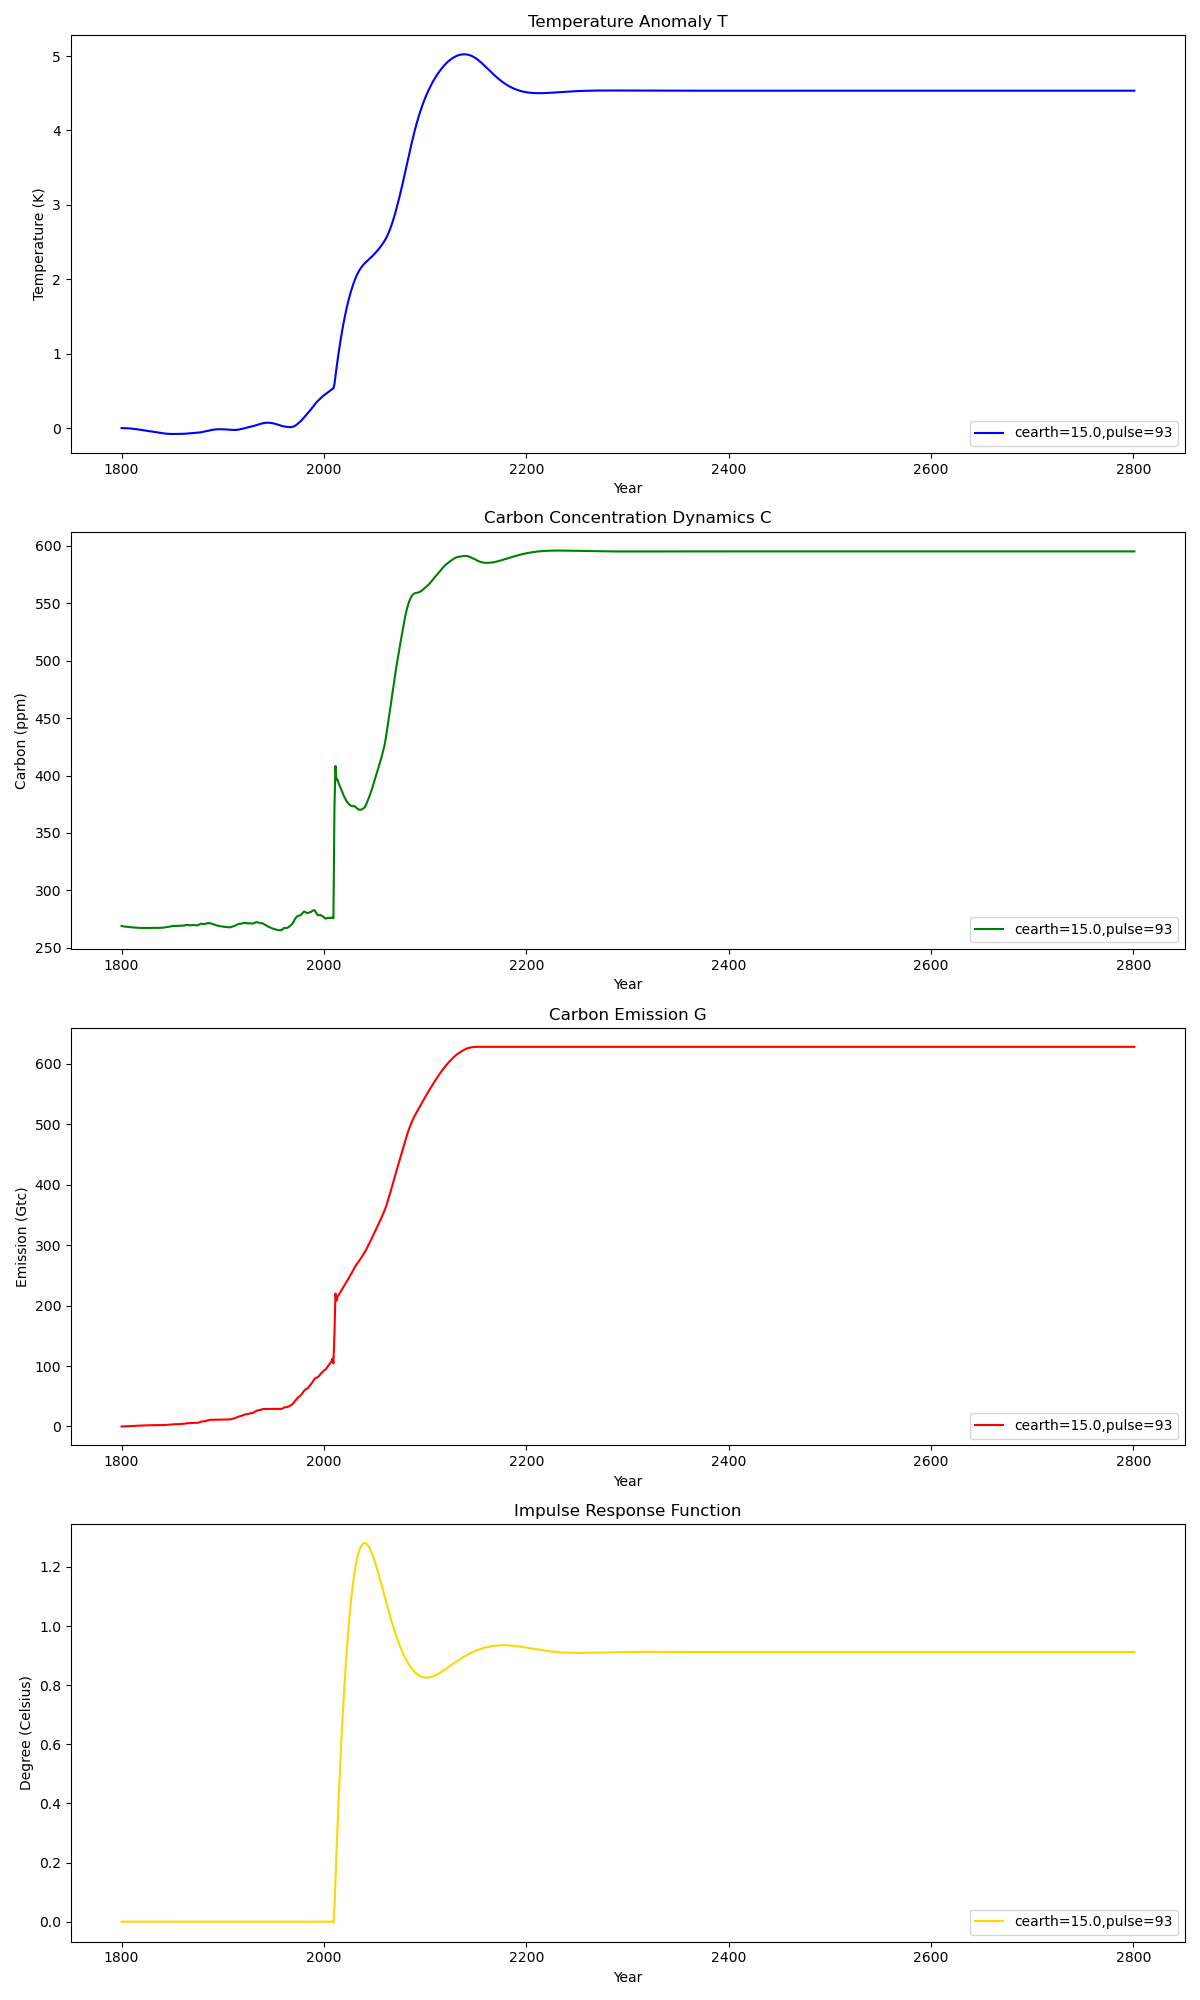 Temperature Anomaly T
Temperature (K)
5
4
3
2
1
0
cearth=15.0,pulse=93
1800 2000 2200 2400 2600 2800
Year
Carbon Concentration Dynamics C
Carbon (ppm)
600
550
500
450
400
350
300
250
cearth=15.0,pulse=93
1800 2000 2200 2400 2600 2800
Year
Carbon Emission G
Emission (Gtc)
600
500
400
300
200
100
0
cearth=15.0,pulse=93
1800 2000 2200 2400 2600 2800
Year
Impulse Response Function
Degree (Celsius)
1.2
1.0
0.8
0.6
0.4
0.2
0.0
cearth=15.0,pulse=93
1800 2000 2200 2400 2600 2800
Year